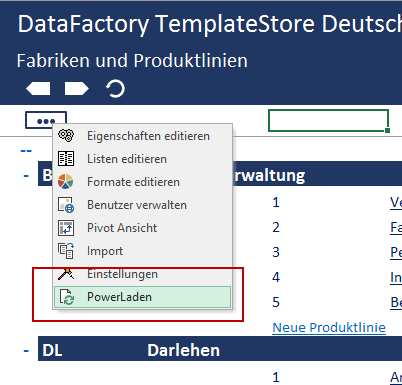 DataFactory TemplateStore Deutsch
Fabriken und Produktlinien
--
Eigenschaften editieren
Listen editieren
Formate editieren
Benutzer verwalten
Pivot Ansicht
Import
Einstellungen
PowerLaden
- B rwaltung
1 Ve
2 Fa
3 Pe
4 In
5 Be
Neue Produktlinie
- DL Darlehen
1 An